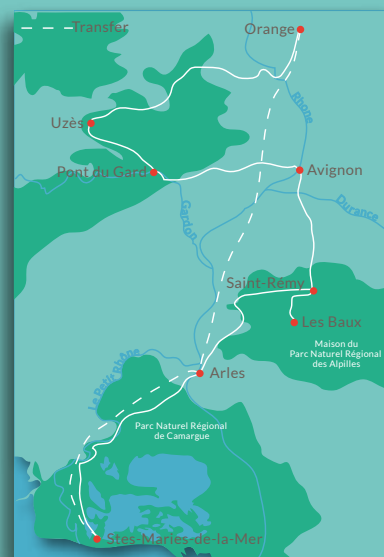 Transfer
Orange
Rhone
Uzès
Pont du Gard
Avignon
Gardon
Durance
Saint-Rémy
Les Baux
Maison du
Parc Naturel Régional
des Alpilles
Le Petit Rhône
Arles
Parc Naturel Régional
de Camargue
Stes-Maries-de-la-Mer